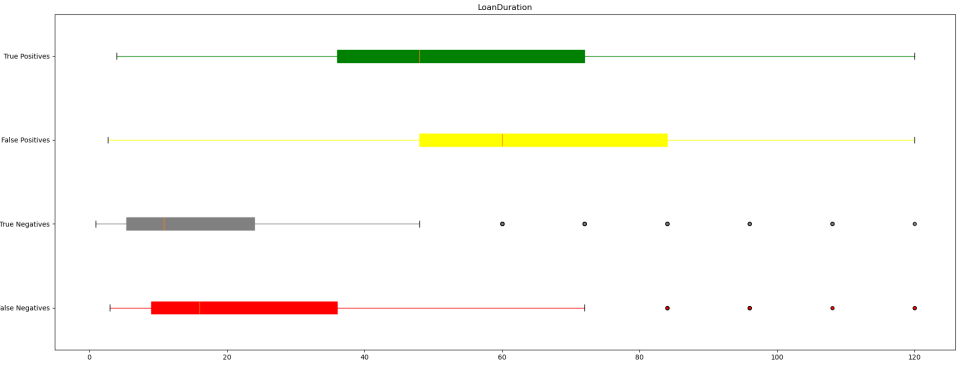 LoanDuration
True Positives
False Positives
True Negatives
alse Negatives
0 20 40 60 80 100 120